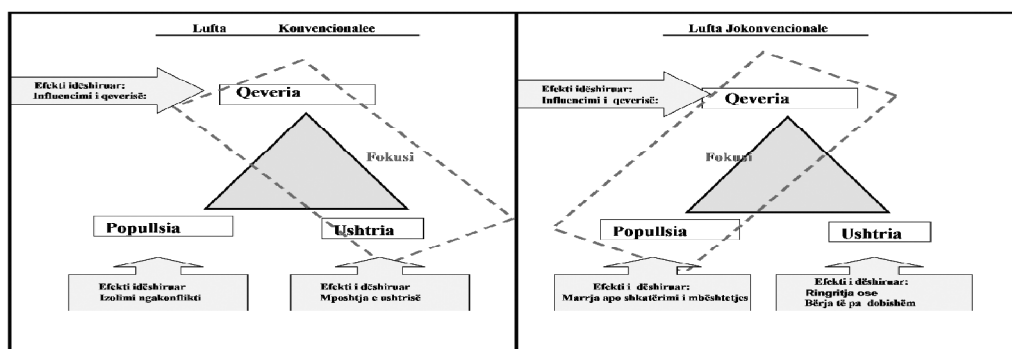 Lufta Konvencionalee
Efekti idëshiruar:
Influencimi i qeverisë:
Qeveria
Fokusi
Popullsia
Ushtria
Efekti idëshiruar
Izolimi ngakonflikti
Efekti i dëshiruar:
Mposhtja e ushtrisë
Lufta Jokonvencionale
Efekti idëshiruar:
Influencimi i qeverisë:
Qeveria
Fokusi
Popullsia
Ushtria
Efekti i dëshiruar:
Marrja apo shkatërimi i mbështetjes
Efekti i dëshiruar:
Ringritja ose
Bërja të pa dobishëm